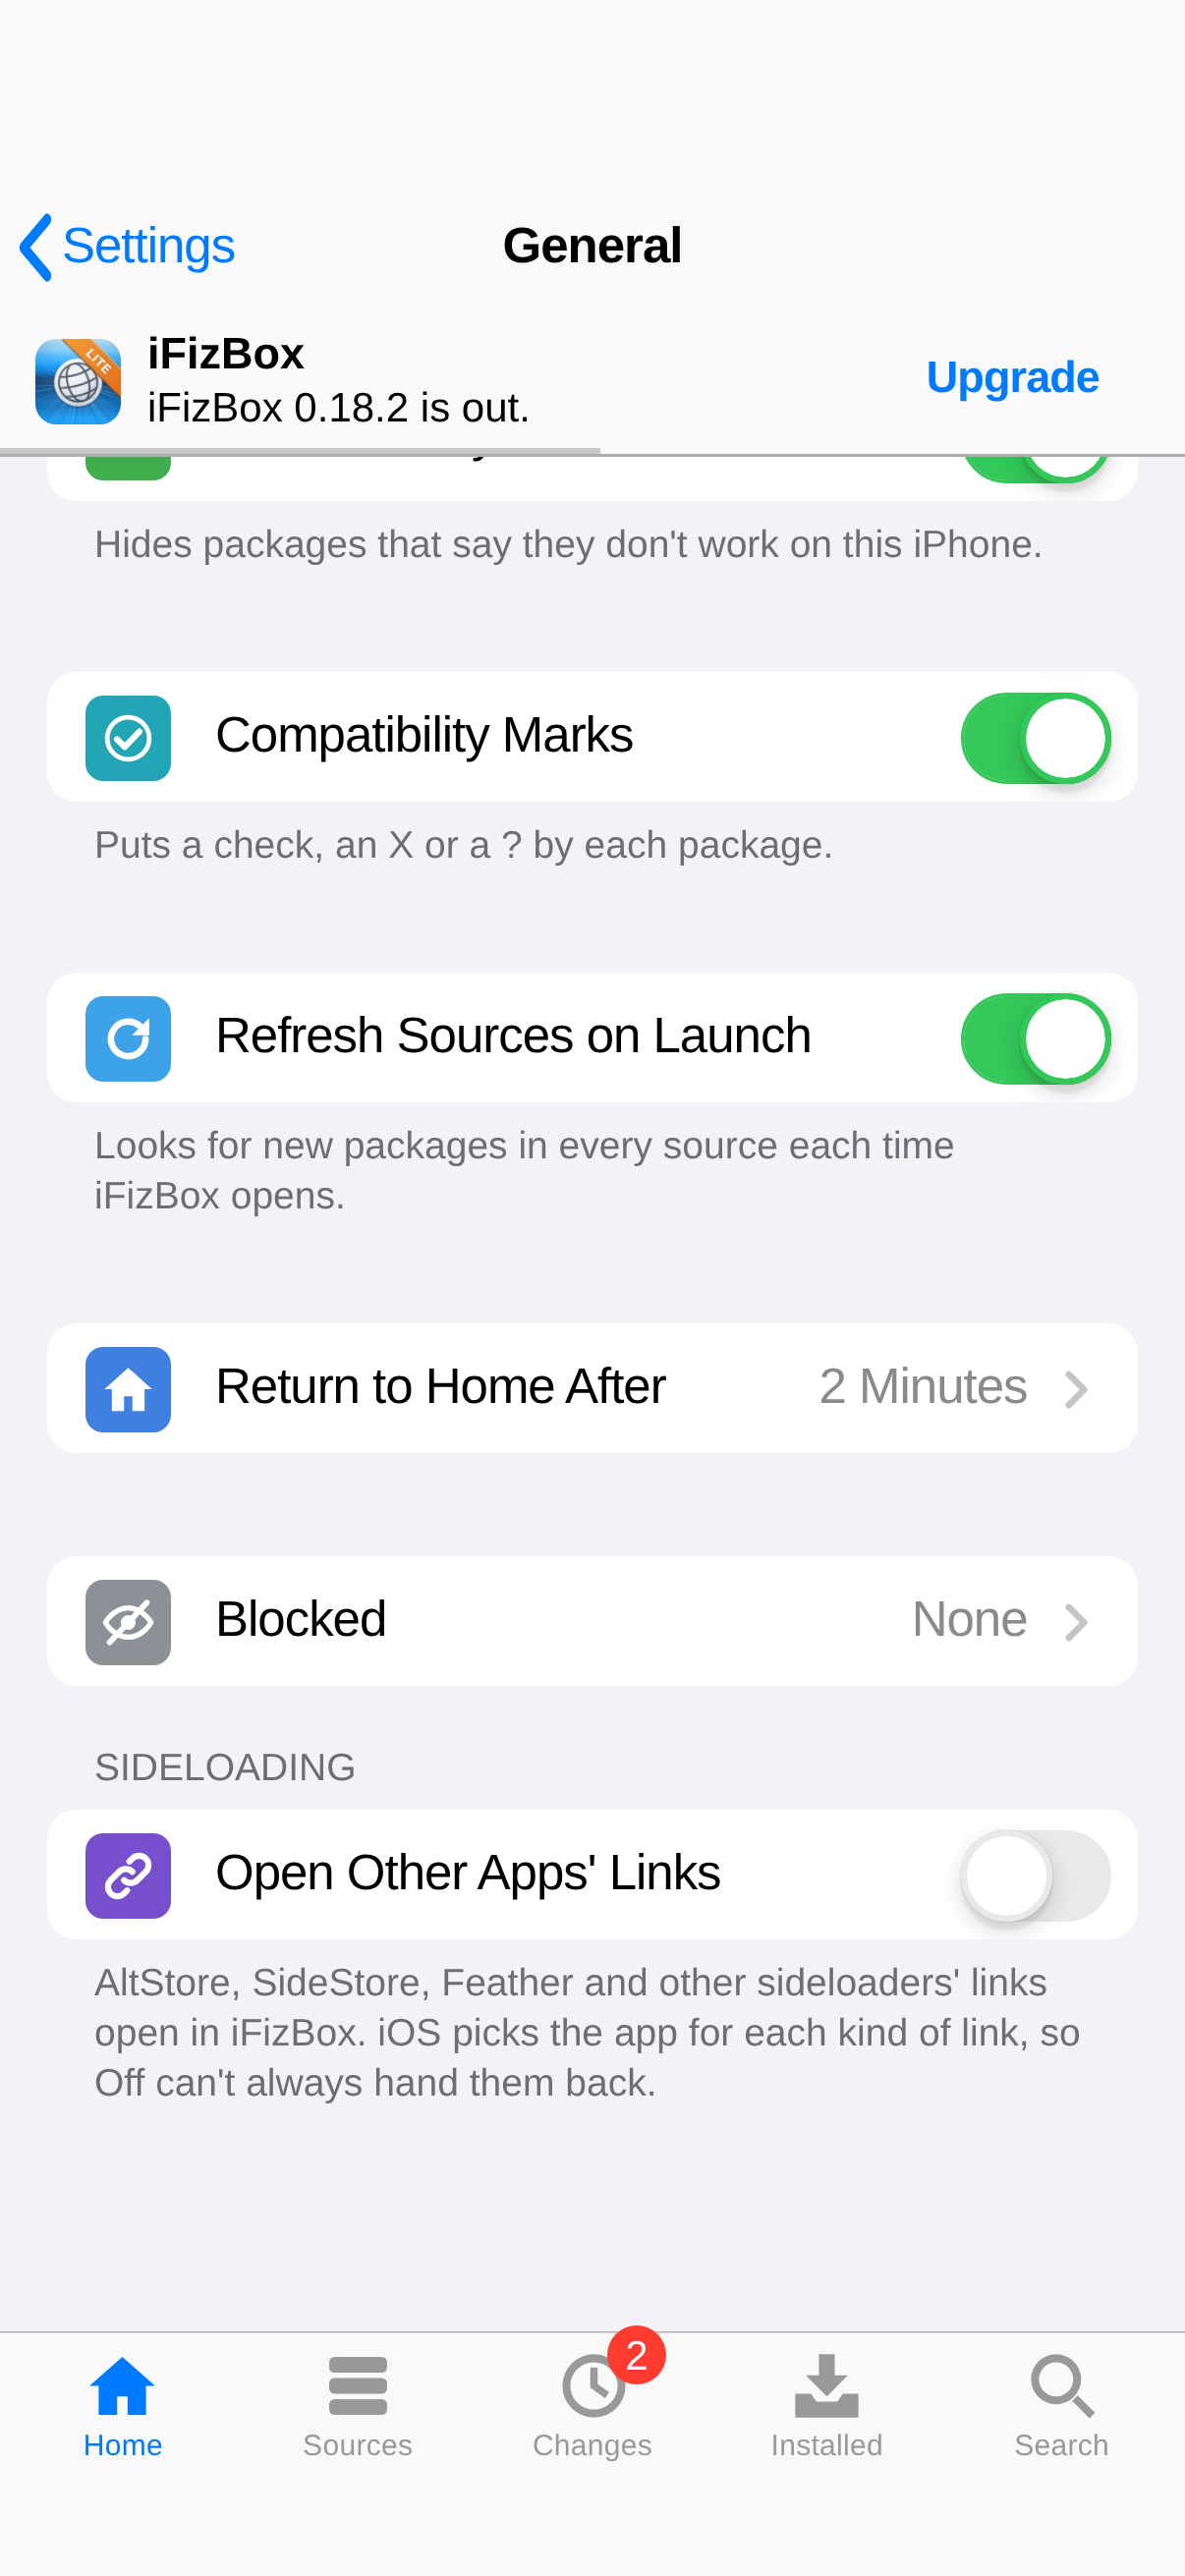 Settings
General
LITE
iFizBox
iFizBox 0.18.2 is out.
Upgrade
Hides packages that say they don't work on this iPhone.
Compatibility Marks
Puts a check, an X or a ? by each package.
Refresh Sources on Launch
Looks for new packages in every source each time
iFizBox opens.
Return to Home After
2 Minutes
Blocked
None
SIDELOADING
Open Other Apps' Links
AltStore, SideStore, Feather and other sideloaders' links
open in iFizBox. iOS picks the app for each kind of link, so
Off can't always hand them back.
2
Home
Sources
Changes
Installed
Search